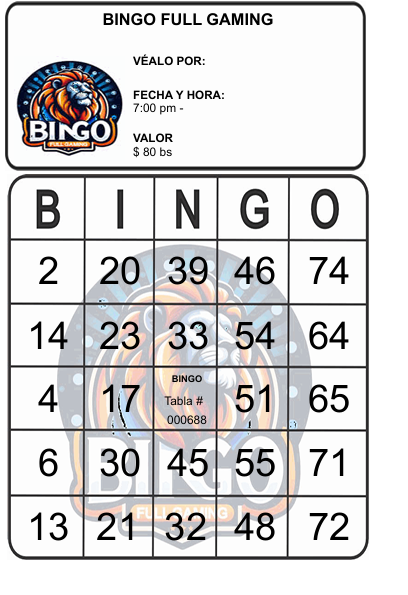 BINGO FULL GAMING
VÉALO POR:
FECHA Y HORA:
7:00 pm -
VALOR
$ 80 bs
BINGO
FULL GAMING
B I N G O
2 20 39 46 74
14 23 33 54 64
4 17 BINGO 51 65
Tabla #
000688
6 30 45 55 71
13 21 32 48 72
BINGO
FULL GAMING